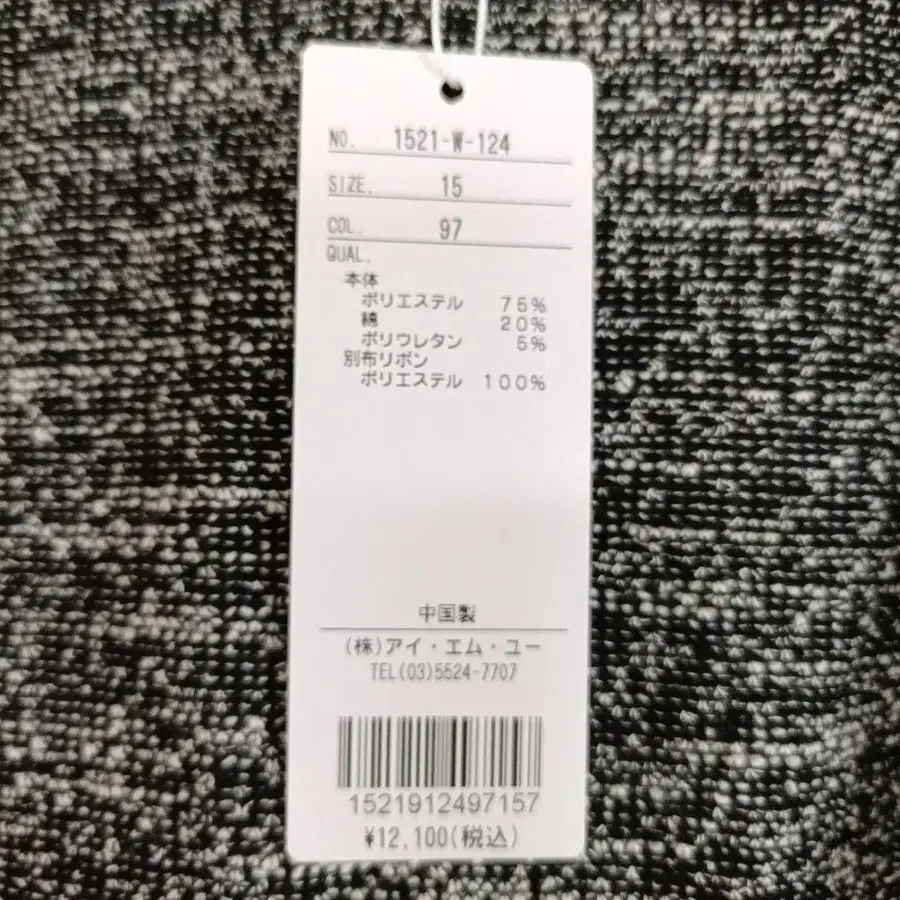 NO. 1521-W-124
SIZE. 15
COL. 97
QUAL.
本体
ポリエステル 75%
綿 20%
ポリウレタン 5%
別布リボン
ポリエステル 100%
中国製
(株)アイ・エム・ユー
TEL(03)5524-7707
1521912497157
¥12,100(税込)